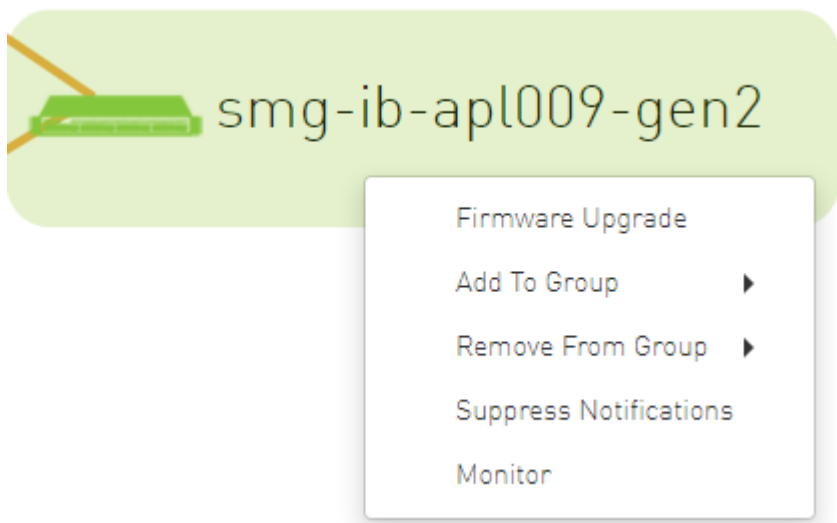 smg-ib-apl009-gen2
Firmware Upgrade
Add To Group
Remove From Group
Suppress Notifications
Monitor